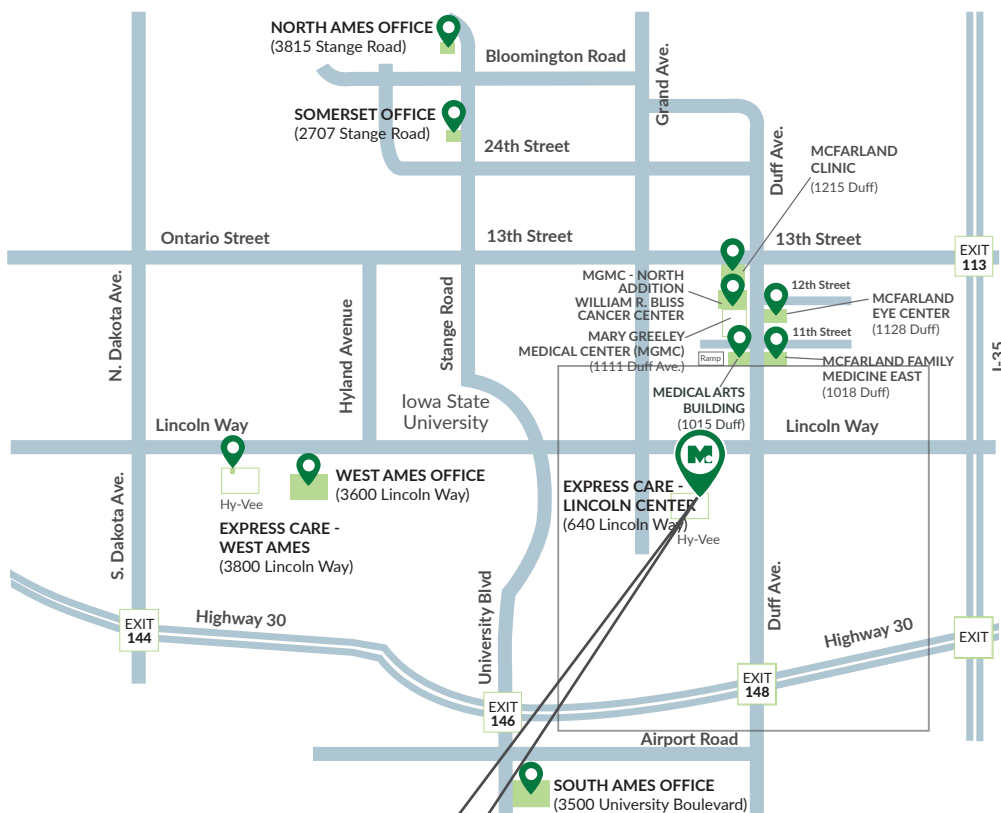 NORTH AMES OFFICE
(3815 Stange Road)
Bloomington Road
Grand Ave.
SOMERSET OFFICE
(2707 Stange Road)
24th Street
Duff Ave.
MCFARLAND
CLINIC
(1215 Duff)
Ontario Street
13th Street
13th Street
EXIT
113
N. Dakota Ave.
Hyland Avenue
Stange Road
MGMC - NORTH
ADDITION
WILLIAM R. BLISS
CANCER CENTER
12th Street
MCFARLAND
EYE CENTER
(1128 Duff)
MARY GREELEY
MEDICAL CENTER (MGMC)
(1111 Duff Ave.)
11th Street
Ramp
MCFARLAND FAMILY
MEDICINE EAST
(1018 Duff)
I-35
Iowa State
University
MEDICAL ARTS
BUILDING
(1015 Duff)
Lincoln Way
Lincoln Way
Mc
WEST AMES OFFICE
(3600 Lincoln Way)
Hy-Vee
EXPRESS CARE -
LINCOLN CENTER
(640 Lincoln Way)
Hy-Vee
EXPRESS CARE -
WEST AMES
(3800 Lincoln Way)
S. Dakota Ave.
University Blvd
Duff Ave.
EXIT
144
Highway 30
Highway 30
EXIT
EXIT
148
EXIT
146
Airport Road
SOUTH AMES OFFICE
(3500 University Boulevard)